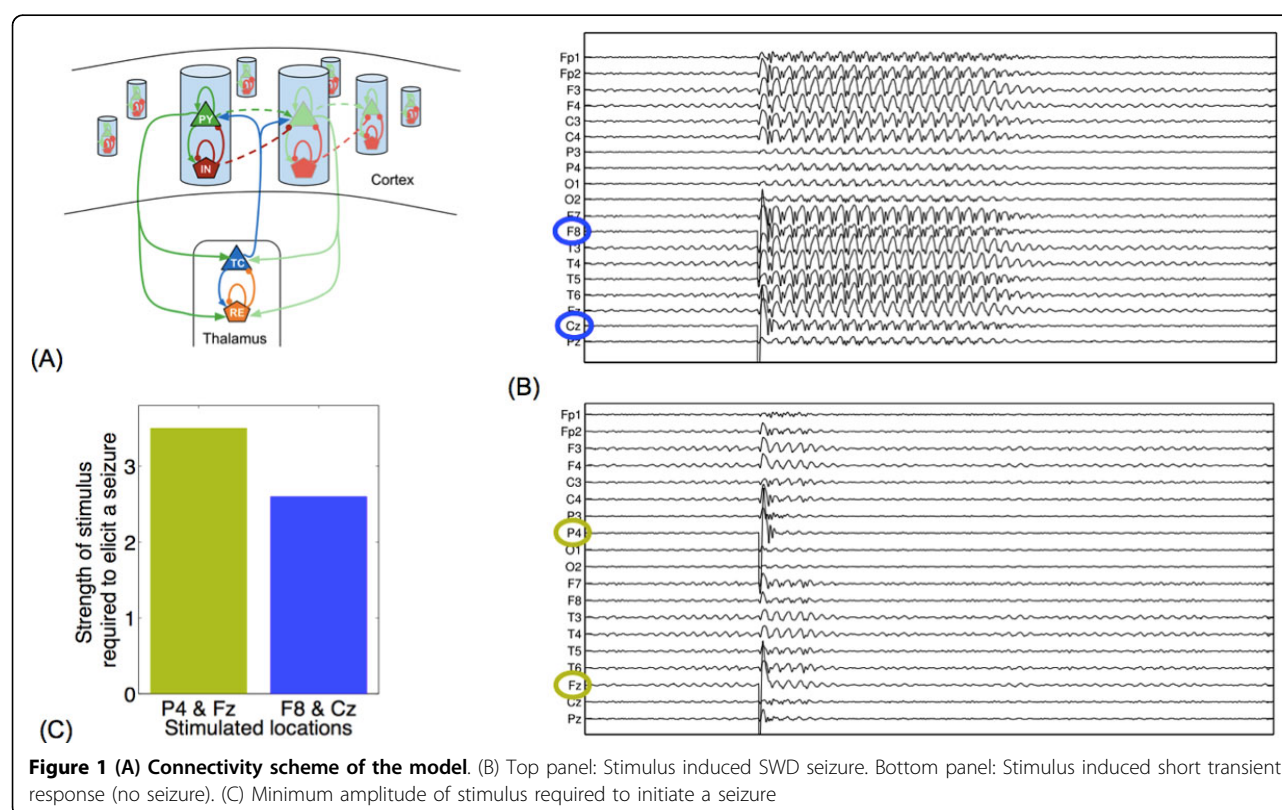 PY
IN
Cortex
TC
RE
Thalamus
(A)
Fp1
Fp2
F3
F4
C3
C4
P3
P4
O1
O2
F7
F8
T3
T4
T5
T6
Fz
Cz
Pz
(B)
Fp1
Fp2
F3
F4
C3
C4
P3
P4
O1
O2
F7
F8
T3
T4
T5
T6
Fz
Cz
Pz
Strength of stimulus
required to elicit a seizure
3
2
1
0
P4 & Fz F8 & Cz
Stimulated locations
(C)
Figure 1 (A) Connectivity scheme of the model. (B) Top panel: Stimulus induced SWD seizure. Bottom panel: Stimulus induced short transient
response (no seizure). (C) Minimum amplitude of stimulus required to initiate a seizure